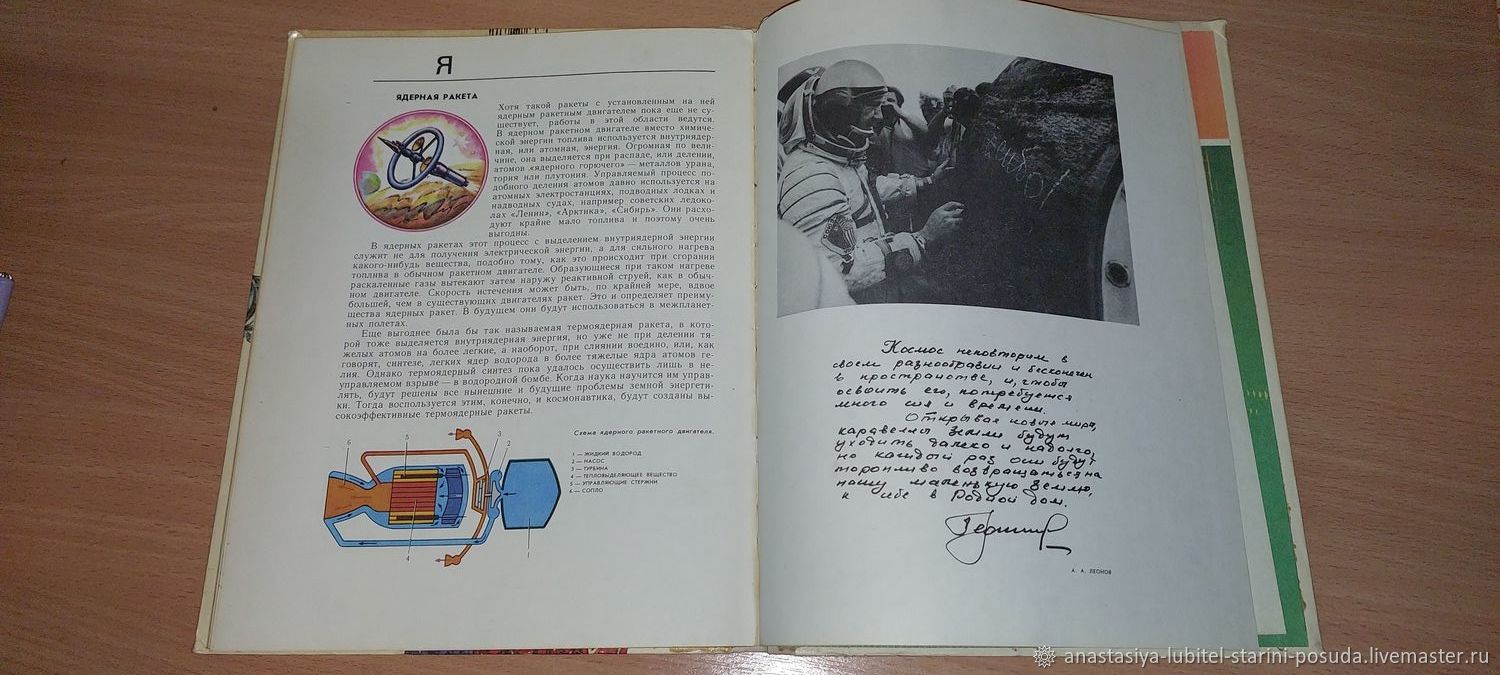 Я
ЯДЕРНАЯ РАКЕТА
Хотя такой ракеты с установленным на ней
ядерным ракетным двигателем пока еще не су-
ществует, работы в этой области ведутся.
В ядерном ракетном двигателе вместо химиче-
ской энергии топлива используется внутриядер-
ная, или атомная, энергия. Огромная по вели-
чине, она выделяется при распаде, или делении,
атомов «ядерного горючего» — металлов урана,
тория или плутония. Управляемый процесс по-
добного деления атомов давно используется на
атомных электростанциях, подводных лодках и
надводных судах, например советских ледоко-
лах «Ленин», «Арктика», «Сибирь». Они расхо-
дуют крайне мало топлива и поэтому очень
выгодны.
В ядерных ракетах этот процесс с выделением внутриядерной энергии
служит не для получения электрической энергии, а для сильного нагрева
какого-нибудь вещества, подобно тому, как это происходит при сгорании
топлива в обычном ракетном двигателе. Образующиеся при таком нагреве
раскаленные газы вытекают затем наружу реактивной струей, как в обыч-
ном двигателе. Скорость истечения может быть, по крайней мере, вдвое
большей, чем в существующих двигателях ракет. Это и определяет преиму-
щества ядерных ракет. В будущем они будут использоваться в межпланет-
ных полетах.
Еще выгоднее была бы так называемая термоядерная ракета, в кото-
рой тоже выделяется внутриядерная энергия, но уже не при делении тя-
желых атомов на более легкие, а наоборот, при слиянии воедино, или, как
говорят, синтезе, легких ядер водорода в более тяжелые ядра атомов ге-
лия. Однако термоядерный синтез пока удалось осуществить лишь в не-
управляемом взрыве — в водородной бомбе. Когда наука научится им управ-
лять, будут решены все нынешние и будущие проблемы земной энергети-
ки. Тогда воспользуется этим, конечно, и космонавтика, будут созданы вы-
сокоэффективные термоядерные ракеты.
Схема ядерного ракетного двигателя.
1 — ЖИДКИЙ ВОДОРОД
2 — НАСОС
3 — ТУРБИНА
4 — ТЕПЛОВЫДЕЛЯЮЩЕЕ ВЕЩЕСТВО
5 — УПРАВЛЯЮЩИЕ СТЕРЖНИ
6 — СОПЛО
6 5 3 2
4 1
Космос неповторим в
своем разнообразии и бесконечен
в пространстве, и, чтобы
освоить его, потребуется
много сил и времени.
Открывая новые миры,
каравеллы Земли будут
уходить далеко и надолго,
но каждый раз они будут
торопливо возвращаться на
нашу маленькую Землю,
к себе в Родной дом.
А. А. ЛЕОНОВ
anastasiya-lubitel-starini-posuda.livemaster.ru